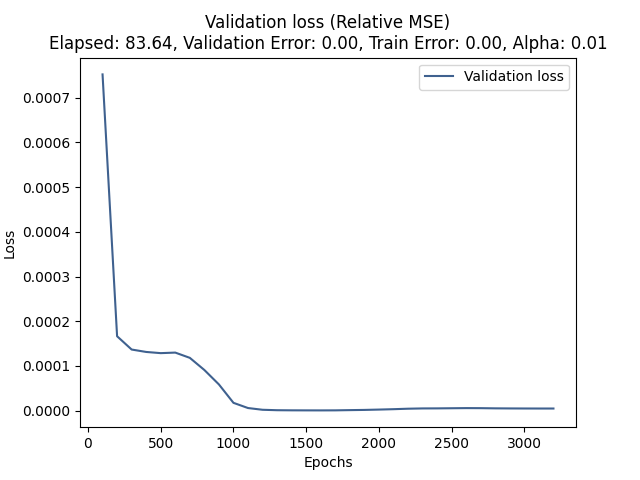 Validation loss (Relative MSE)
Elapsed: 83.64, Validation Error: 0.00, Train Error: 0.00, Alpha: 0.01
Validation loss
0.0007
0.0006
0.0005
0.0004
0.0003
0.0002
0.0001
0.0000
Loss
0 500 1000 1500 2000 2500 3000
Epochs